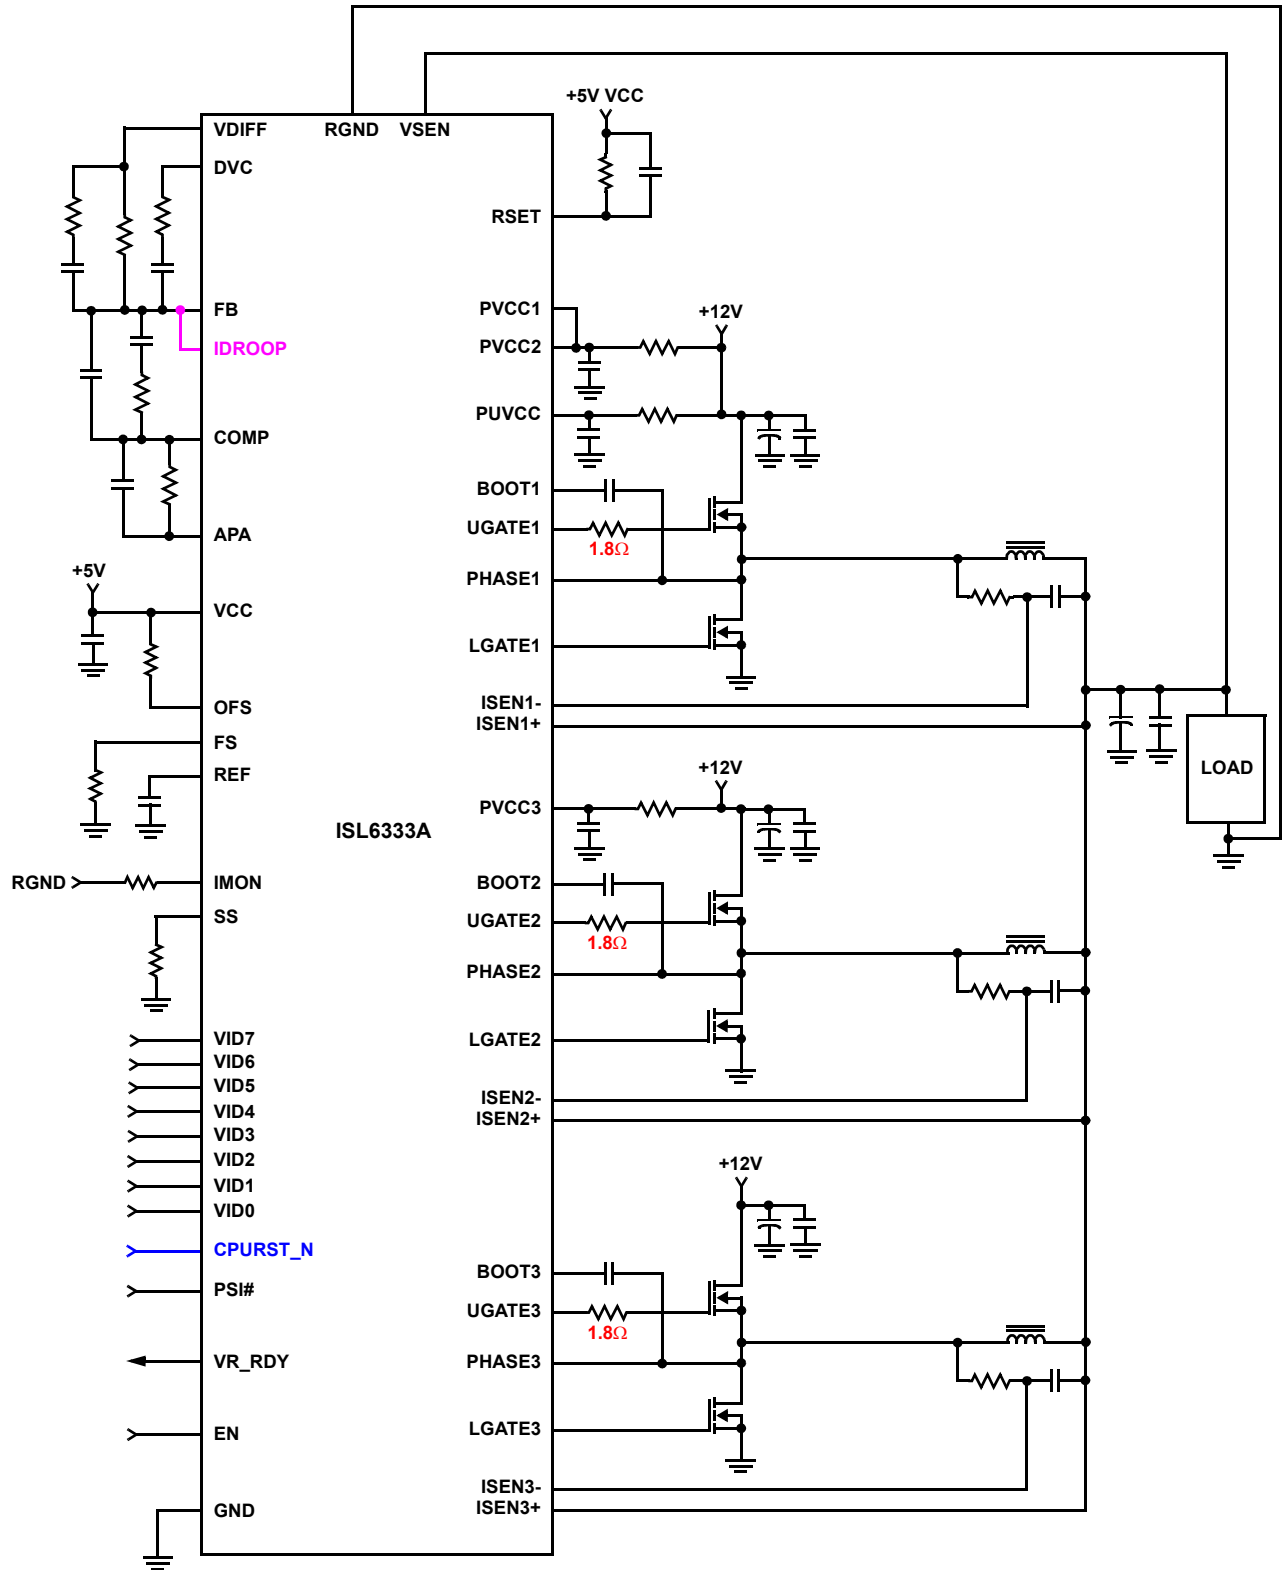 +5V VCC
VDIFF
RGND
VSEN
DVC
RSET
FB
PVCC1
+12V
IDROOP
PVCC2
PUVCC
COMP
BOOT1
UGATE1
1.8Ω
APA
+5V
PHASE1
VCC
LGATE1
ISEN1-
OFS
ISEN1+
FS
REF
+12V
LOAD
PVCC3
ISL6333A
RGND
IMON
BOOT2
SS
UGATE2
1.8Ω
PHASE2
VID7
LGATE2
VID6
VID5
ISEN2-
VID4
ISEN2+
VID3
VID2
+12V
VID1
VID0
CPURST_N
BOOT3
PSI#
UGATE3
1.8Ω
VR_RDY
PHASE3
EN
LGATE3
ISEN3-
GND
ISEN3+